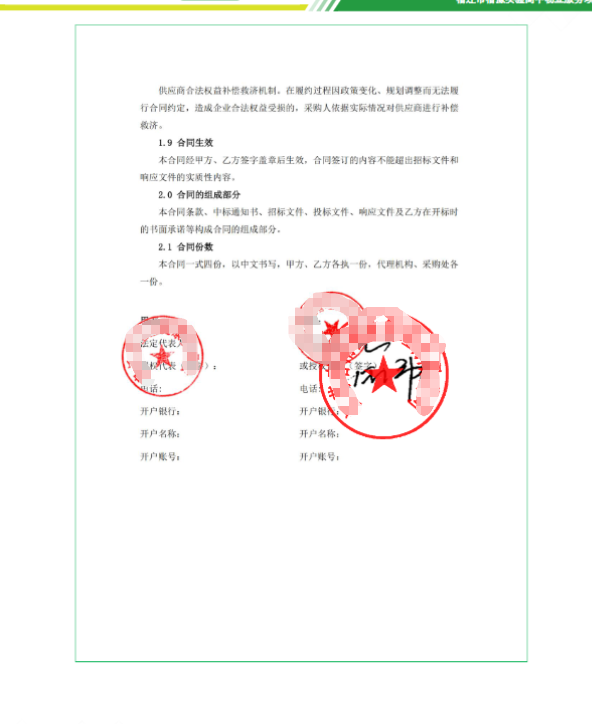 供应商合法权益补偿救济机制。在履约过程因政策变化、规划调整而无法履
行合同约定，造成企业合法权益受损的，采购人依据实际情况对供应商进行补偿
救济。
1.9 合同生效
本合同经甲方、乙方签字盖章后生效，合同签订的内容不能超出招标文件和
响应文件的实质性内容。
2.0 合同的组成部分
本合同条款、中标通知书、招标文件、投标文件、响应文件及乙方在开标时
的书面承诺等构成合同的组成部分。
2.1 合同份数
本合同一式四份，以中文书写，甲方、乙方各执一份，代理机构、采购处各
一份。
法定代表人
代表 ）：
或授 （签字）
电话：
电话：
开户银行：
开户银行：
开户名称：
开户名称：
开户账号：
开户账号：